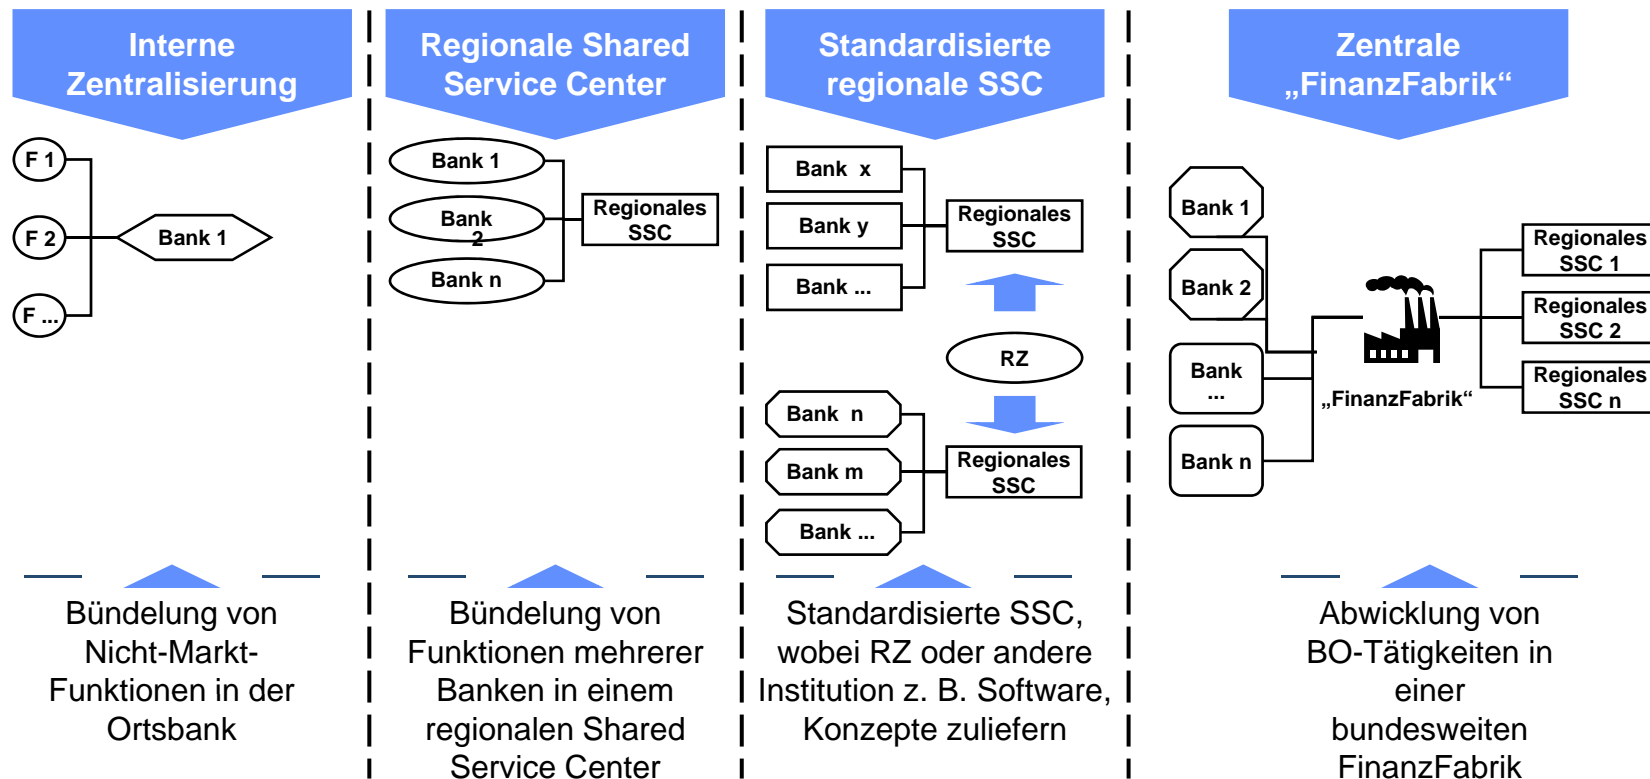 Interne
Zentralisierung
F 1
F 2
F ...
Bank 1
Bündelung von
Nicht-Markt-
Funktionen in der
Ortsbank
Regionale Shared
Service Center
Bank 1
Bank
2
Bank n
Regionales
SSC
Bündelung von
Funktionen mehrerer
Banken in einem
regionalen Shared
Service Center
Standardisierte
regionale SSC
Bank x
Bank y
Bank ...
Regionales
SSC
RZ
Bank n
Bank m
Bank ...
Regionales
SSC
Standardisierte SSC,
wobei RZ oder andere
Institution z. B. Software,
Konzepte zuliefern
Zentrale
„FinanzFabrik“
Bank 1
Bank 2
Bank
...
Bank n
„FinanzFabrik“
Regionales
SSC 1
Regionales
SSC 2
Regionales
SSC n
Abwicklung von
BO-Tätigkeiten in
einer
bundesweiten
FinanzFabrik